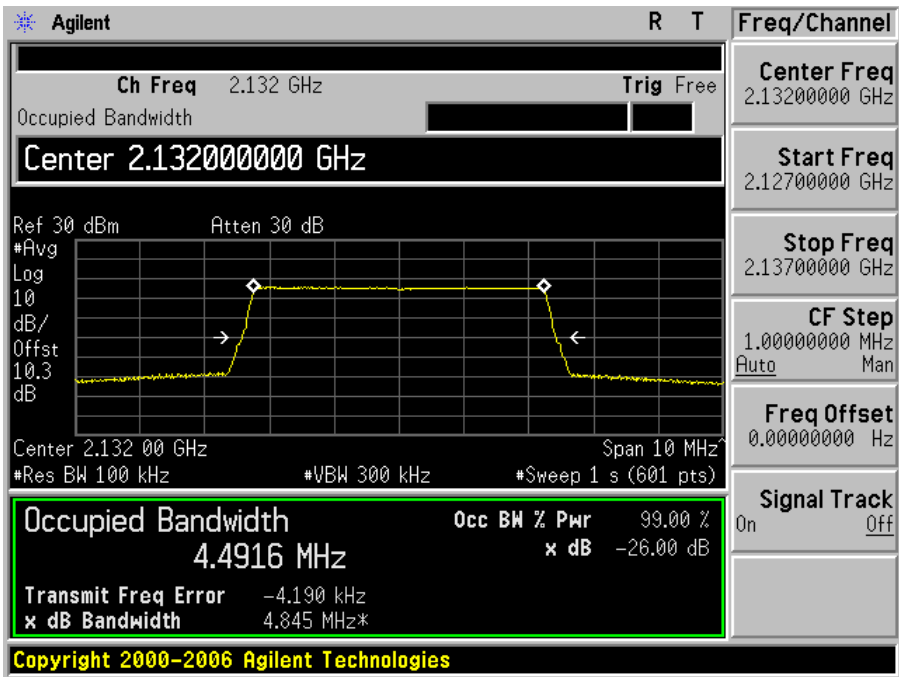 Agilent R T Freq/Channel
Ch Freq 2.132 GHz Trig Free
Occupied Bandwidth
Center 2.132000000 GHz
Ref 30 dBm Atten 30 dB
#Avg
Log
10
dB/
Offst
10.3
dB
Center 2.132 00 GHz Span 10 MHz^
#Res BW 100 kHz #VBW 300 kHz #Sweep 1 s (601 pts)
Occupied Bandwidth Occ BW % Pwr 99.00 %
4.4916 MHz x dB -26.00 dB
Transmit Freq Error -4.190 kHz
x dB Bandwidth 4.845 MHz*
Center Freq
2.13200000 GHz
Start Freq
2.12700000 GHz
Stop Freq
2.13700000 GHz
CF Step
1.00000000 MHz
Auto Man
Freq Offset
0.00000000 Hz
Signal Track
On Off
Copyright 2000-2006 Agilent Technologies